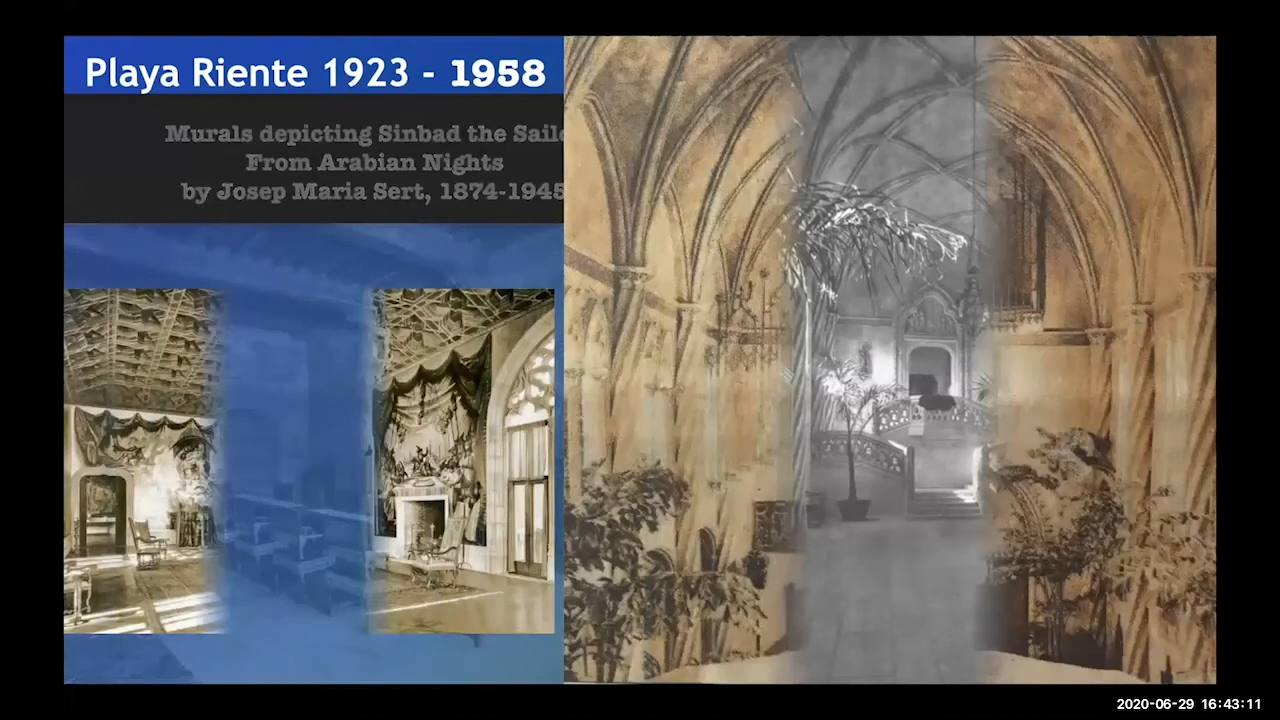 Playa Riente 1923 - 1958
Murals depicting Sinbad the Sailo
From Arabian Nights
by Josep Maria Sert, 1874-1945
2020-06-29 16:43:11